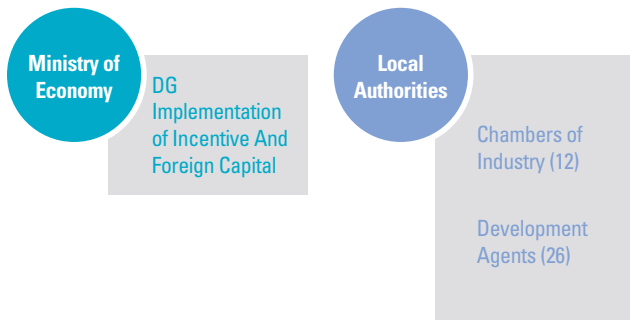 Ministry of
Economy
DG
Implementation
of Incentive And
Foreign Capital
Local
Authorities
Chambers of
Industry (12)
Development
Agents (26)